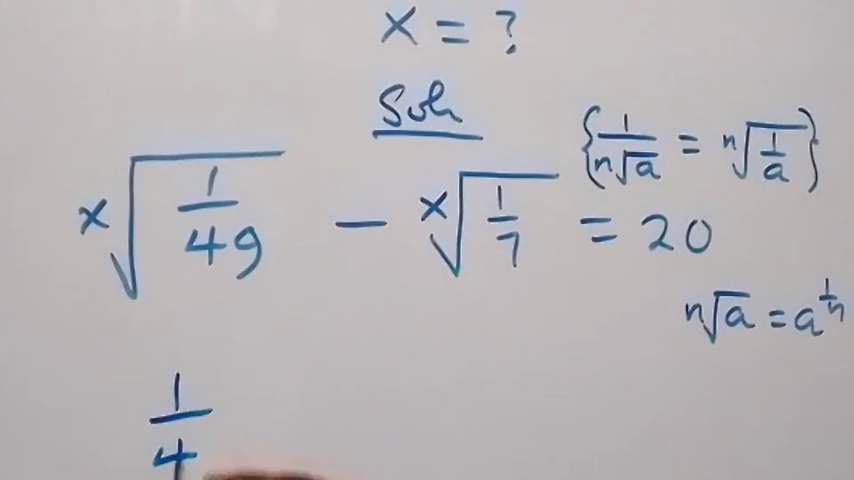 x = ?
Soln
ˣ√(1/49) − ˣ√(1/7) = 20 {1/ⁿ√a = ⁿ√(1/a)}
ⁿ√a = a^(1/n)
1/4